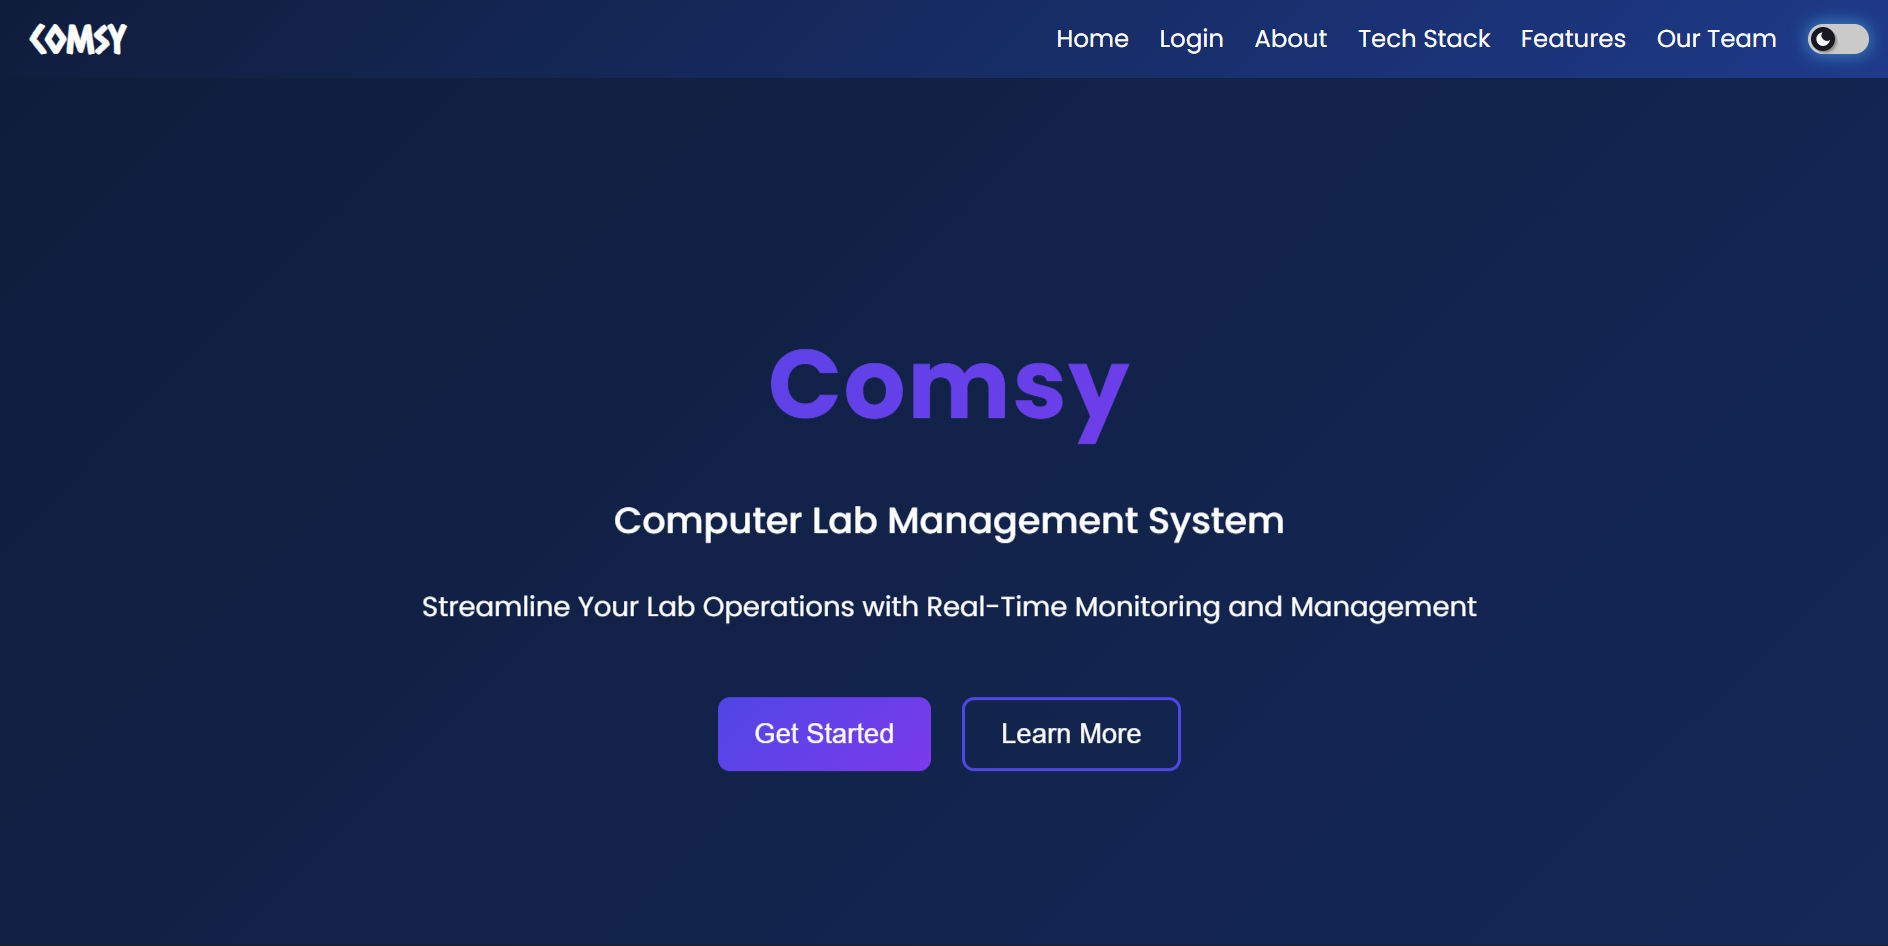 COMSY
Home Login About Tech Stack Features Our Team
Comsy
Computer Lab Management System
Streamline Your Lab Operations with Real-Time Monitoring and Management
Get Started Learn More